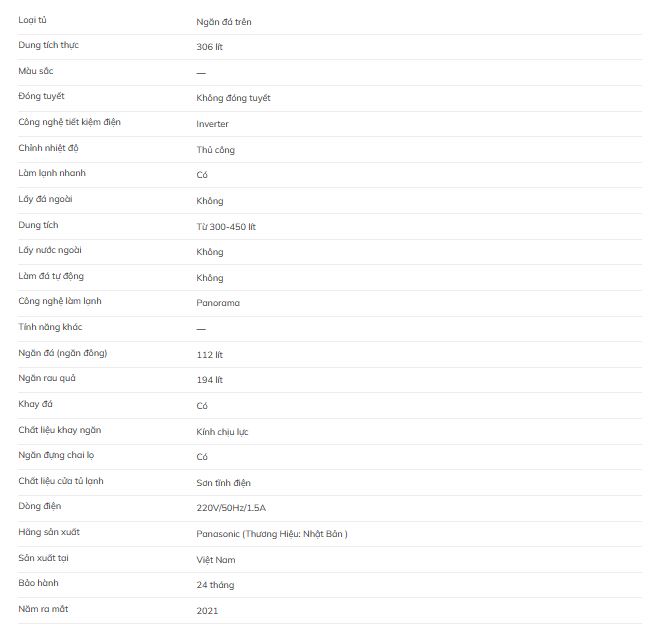 Loại tủ Ngăn đá trên
Dung tích thực 306 lít
Màu sắc —
Đóng tuyết Không đóng tuyết
Công nghệ tiết kiệm điện Inverter
Chỉnh nhiệt độ Thủ công
Làm lạnh nhanh Có
Lấy đá ngoài Không
Dung tích Từ 300-450 lít
Lấy nước ngoài Không
Làm đá tự động Không
Công nghệ làm lạnh Panorama
Tính năng khác —
Ngăn đá (ngăn đông) 112 lít
Ngăn rau quả 194 lít
Khay đá Có
Chất liệu khay ngăn Kính chịu lực
Ngăn đựng chai lọ Có
Chất liệu cửa tủ lạnh Sơn tĩnh điện
Dòng điện 220V/50Hz/1.5A
Hãng sản xuất Panasonic (Thương Hiệu: Nhật Bản )
Sản xuất tại Việt Nam
Bảo hành 24 tháng
Năm ra mắt 2021